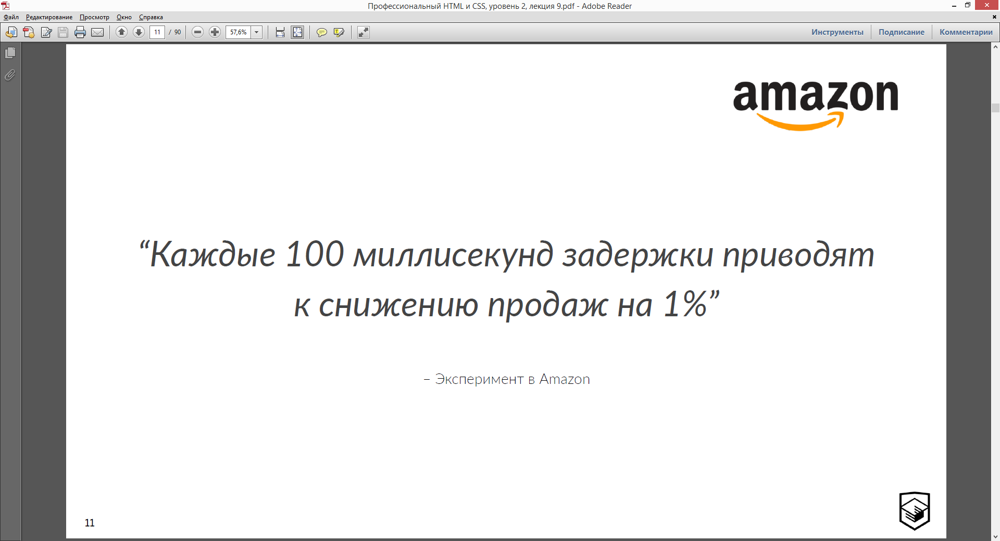 Профессиональный HTML и CSS, уровень 2, лекция 9.pdf - Adobe Reader
Файл Редактирование Просмотр Окно Справка
11 / 90 57,6% Инструменты Подписание Комментарии
amazon
“Каждые 100 миллисекунд задержки приводят
к снижению продаж на 1%”
– Эксперимент в Amazon
11